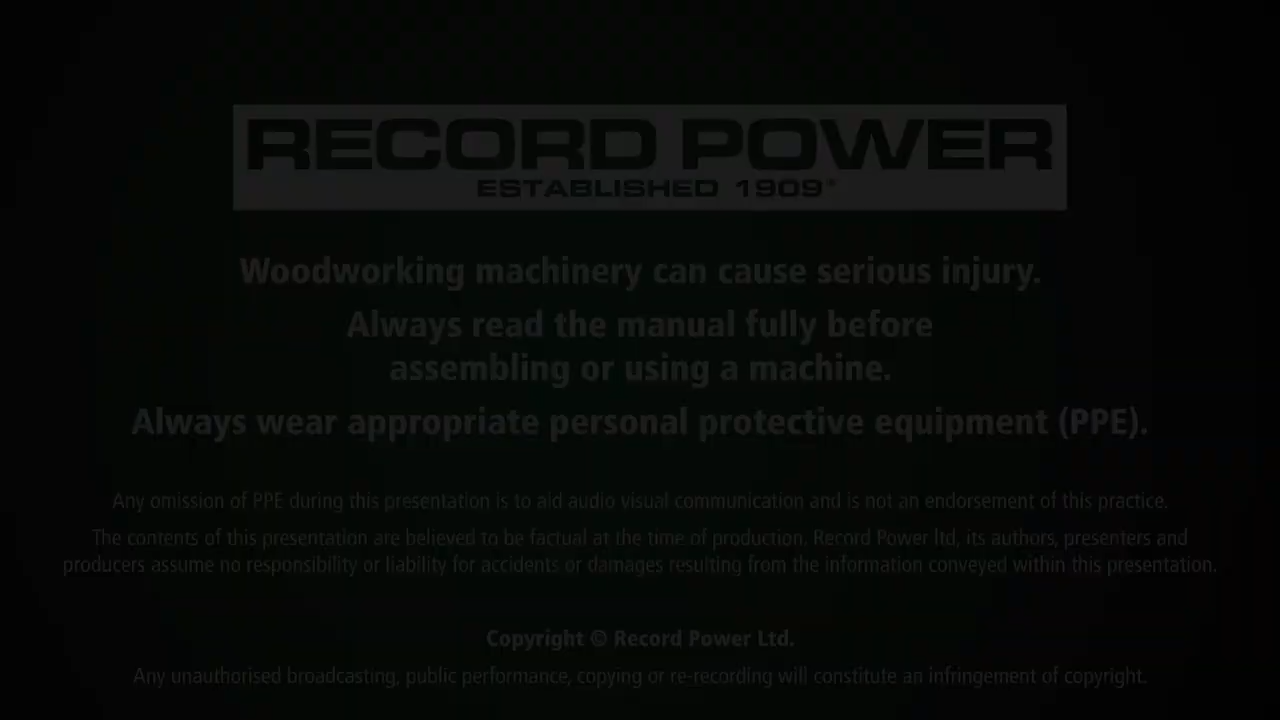 RECORD POWER
ESTABLISHED 1909®
Woodworking machinery can cause serious injury.
Always read the manual fully before
assembling or using a machine.
Always wear appropriate personal protective equipment (PPE).
Any omission of PPE during this presentation is to aid audio visual communication and is not an endorsement of this practice.
The contents of this presentation are believed to be factual at the time of production. Record Power ltd, its authors, presenters and
producers assume no responsibility or liability for accidents or damages resulting from the information conveyed within this presentation.
Copyright © Record Power Ltd.
Any unauthorised broadcasting, public performance, copying or re-recording will constitute an infringement of copyright.